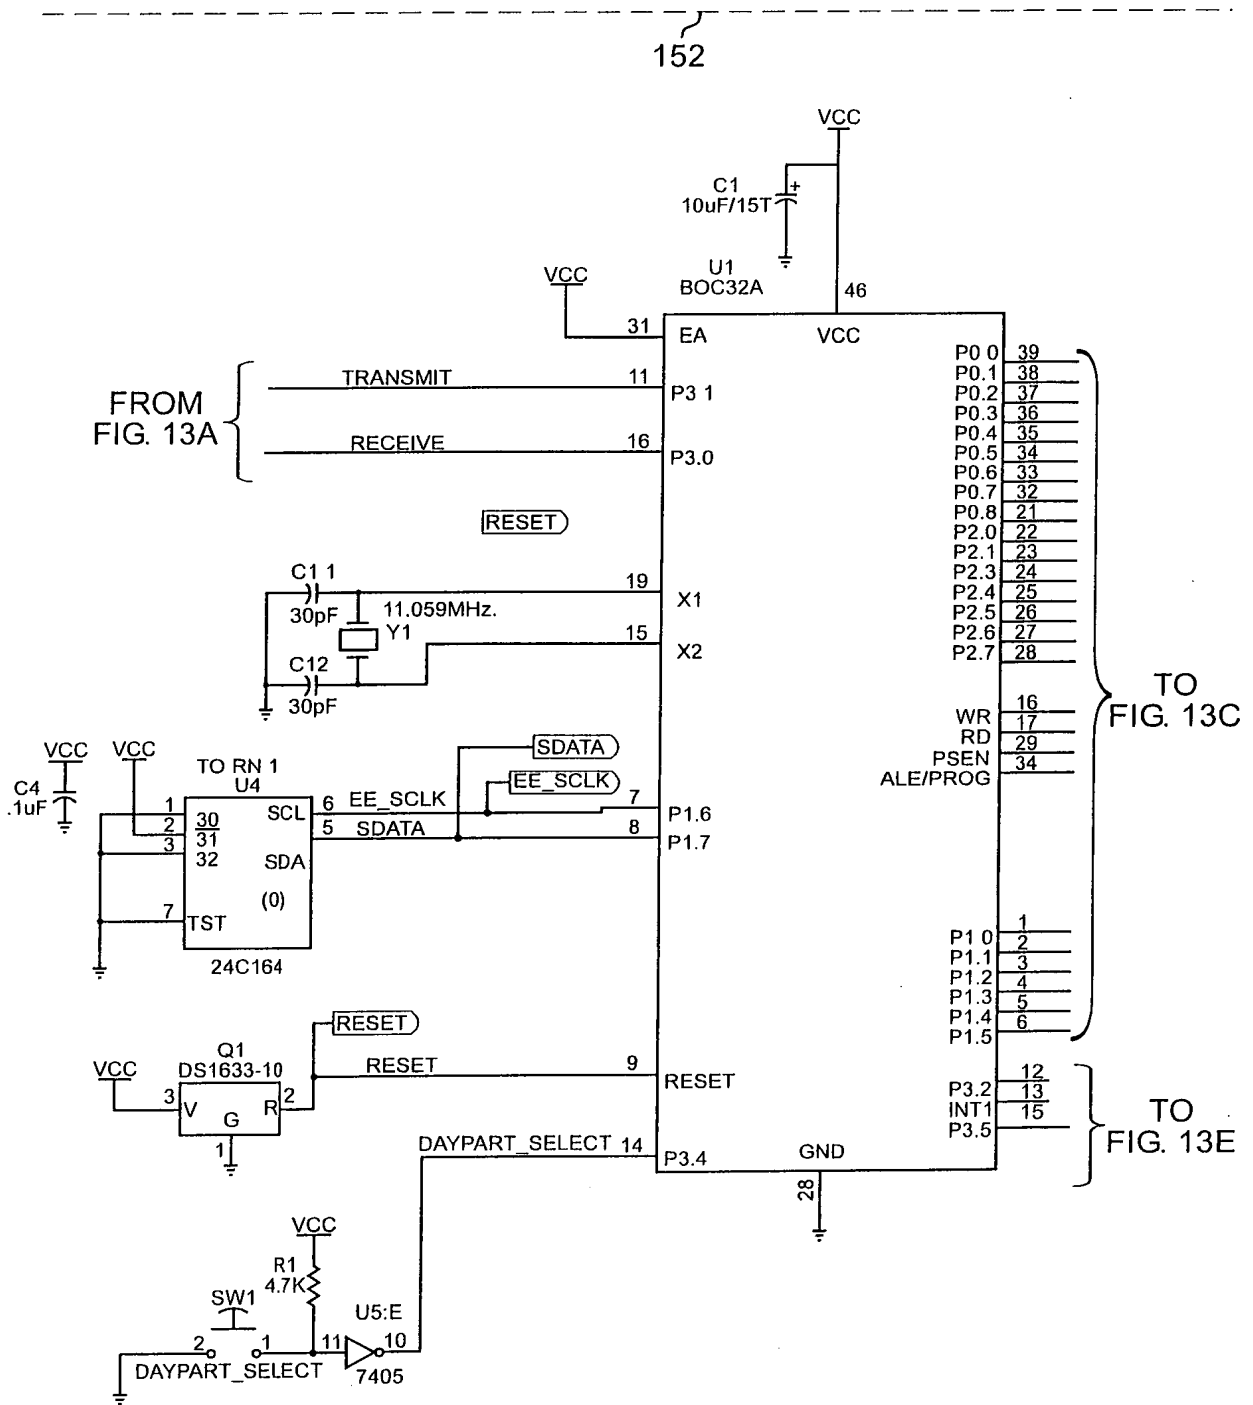 152
VCC
C1
10uF/15T
+
U1
BOC32A
46
VCC
31
EA
VCC
FROM
FIG. 13A
TRANSMIT
11
P3 1
RECEIVE
16
P3.0
RESET
C1 1
30pF
11.059MHz.
Y1
19
X1
15
X2
C12
30pF
P0 0 39
P0.1 38
P0.2 37
P0.3 36
P0.4 35
P0.5 34
P0.6 33
P0.7 32
P0.8 21
P2.0 22
P2.1 23
P2.3 24
P2.4 25
P2.5 26
P2.6 27
P2.7 28
WR 16
RD 17
PSEN 29
ALE/PROG 34
TO
FIG. 13C
VCC
C4
.1uF
VCC
TO RN 1
U4
1 30
2 31
3 32
7 TST
SCL 6 EE_SCLK
5 SDATA
SDA
(0)
24C164
SDATA
EE_SCLK
7 P1.6
8 P1.7
P1 0 1
P1.1 2
P1.2 3
P1.3 4
P1.4 5
P1.5 6
RESET
Q1
DS1633-10
VCC
3 V
R 2
G
1
RESET
9 RESET
P3.2 12
INT1 13
P3.5 15
TO
FIG. 13E
DAYPART_SELECT 14 P3.4
GND
28
VCC
R1
4.7K
SW1
2
1
DAYPART_SELECT
U5:E
11
10
7405